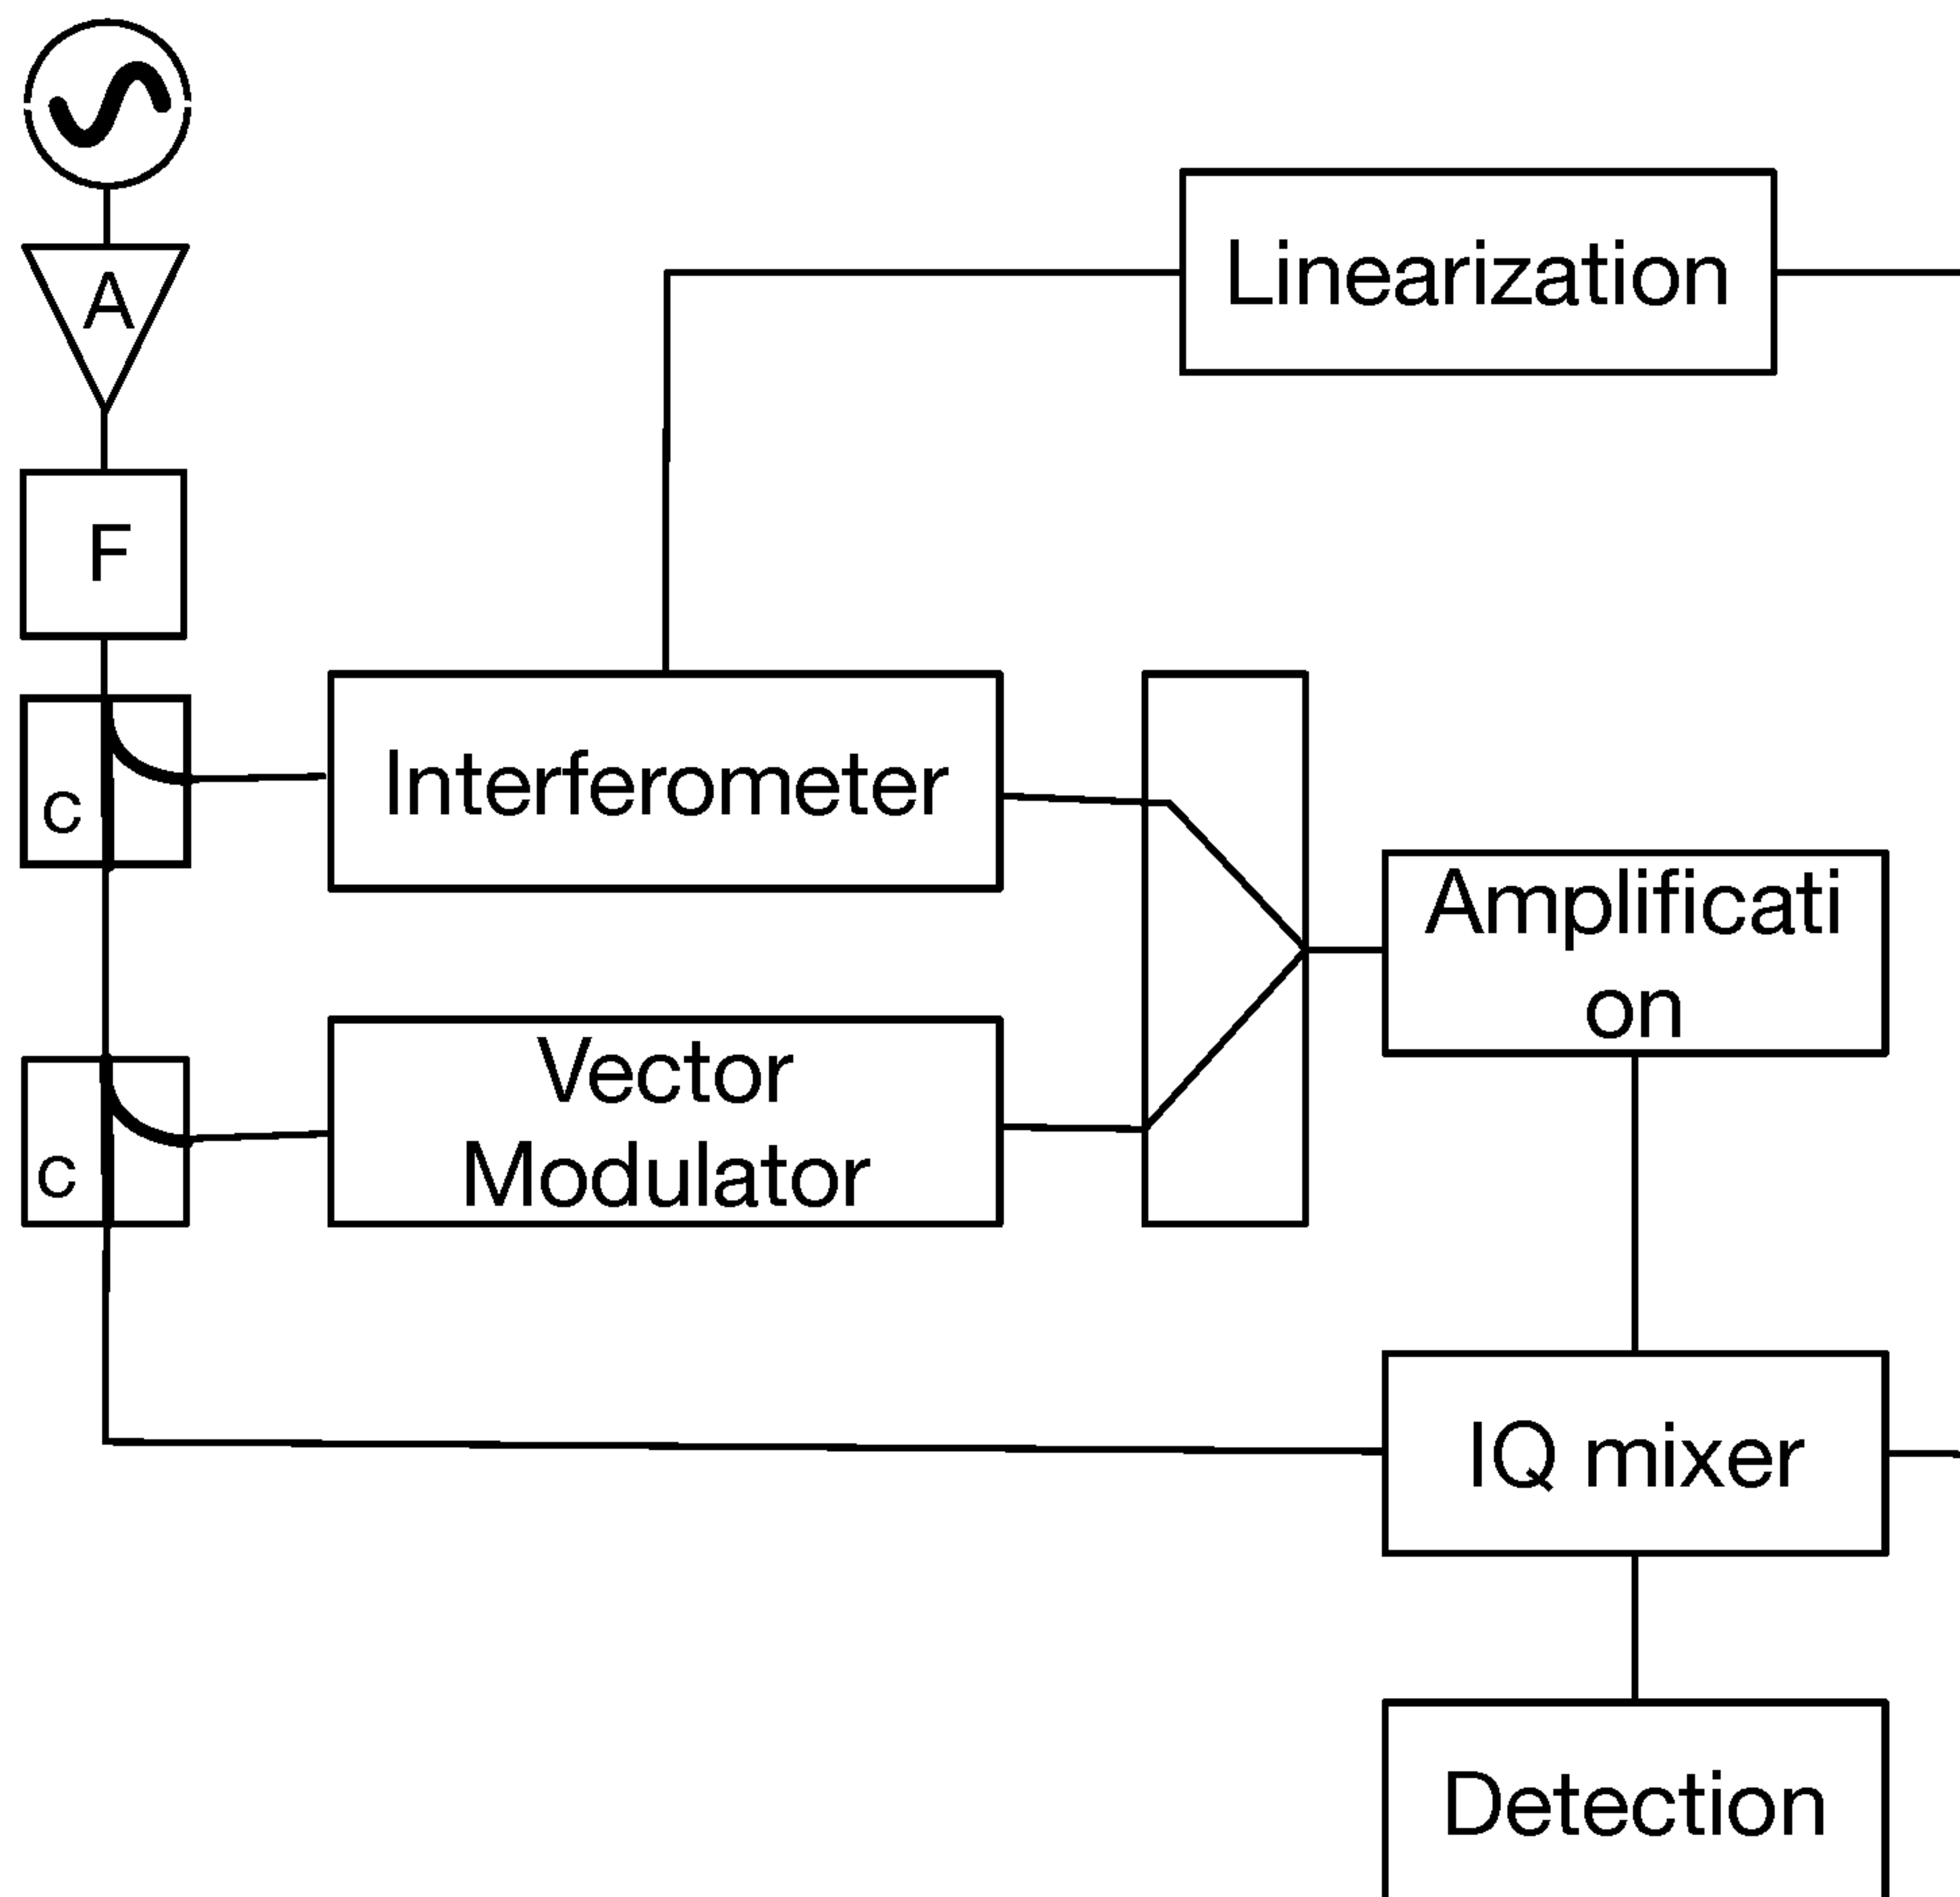 A
Linearization
F
Interferometer
C
Amplificati
on
Vector
Modulator
C
IQ mixer
Detection